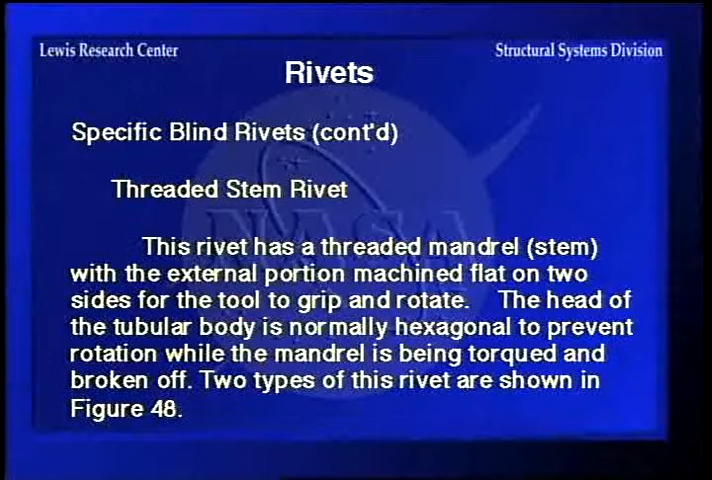 Lewis Research Center
Structural Systems Division
Rivets
Specific Blind Rivets (cont'd)
Threaded Stem Rivet
This rivet has a threaded mandrel (stem)
with the external portion machined flat on two
sides for the tool to grip and rotate. The head of
the tubular body is normally hexagonal to prevent
rotation while the mandrel is being torqued and
broken off. Two types of this rivet are shown in
Figure 48.
NASA